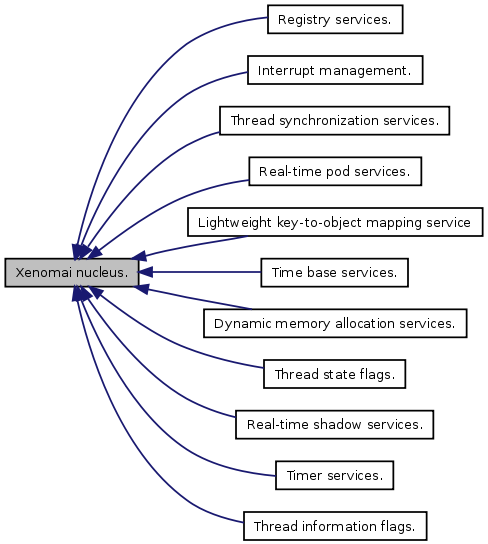 Registry services.
Interrupt management.
Thread synchronization services.
Real-time pod services.
Lightweight key-to-object mapping service
Xenomai nucleus.
Time base services.
Dynamic memory allocation services.
Thread state flags.
Real-time shadow services.
Timer services.
Thread information flags.